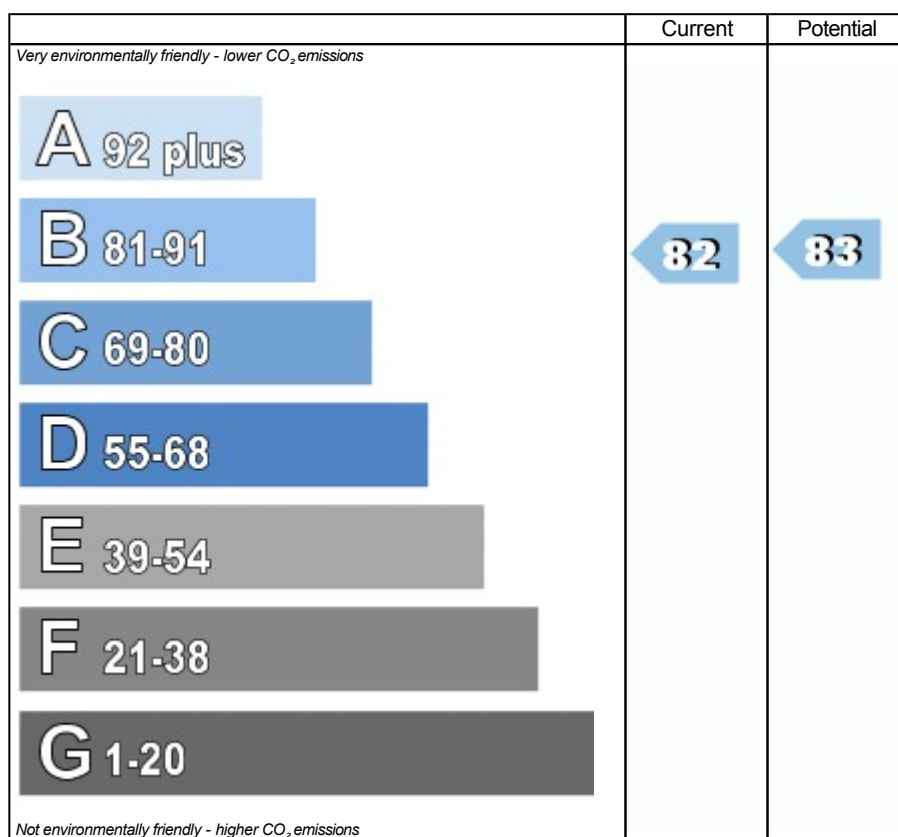 Current Potential
Very environmentally friendly - lower CO₂ emissions
A 92 plus
B 81-91 82 83
C 69-80
D 55-68
E 39-54
F 21-38
G 1-20
Not environmentally friendly - higher CO₂ emissions